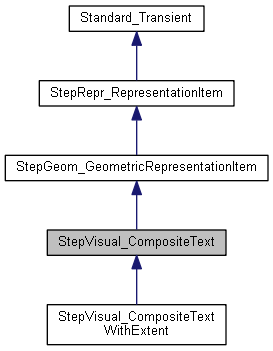 Standard_Transient
StepRepr_RepresentationItem
StepGeom_GeometricRepresentationItem
StepVisual_CompositeText
StepVisual_CompositeText
WithExtent